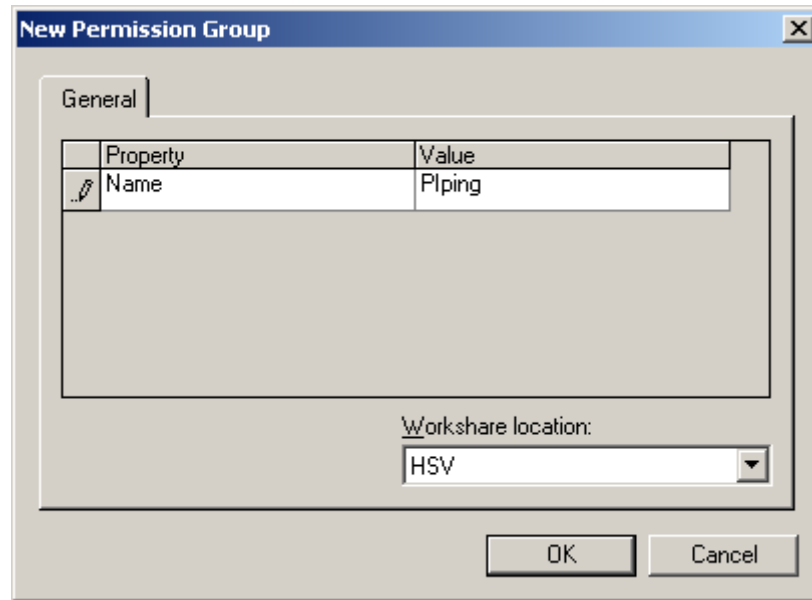 New Permission Group
General
Property Value
Name PIping
Workshare location:
HSV
OK Cancel